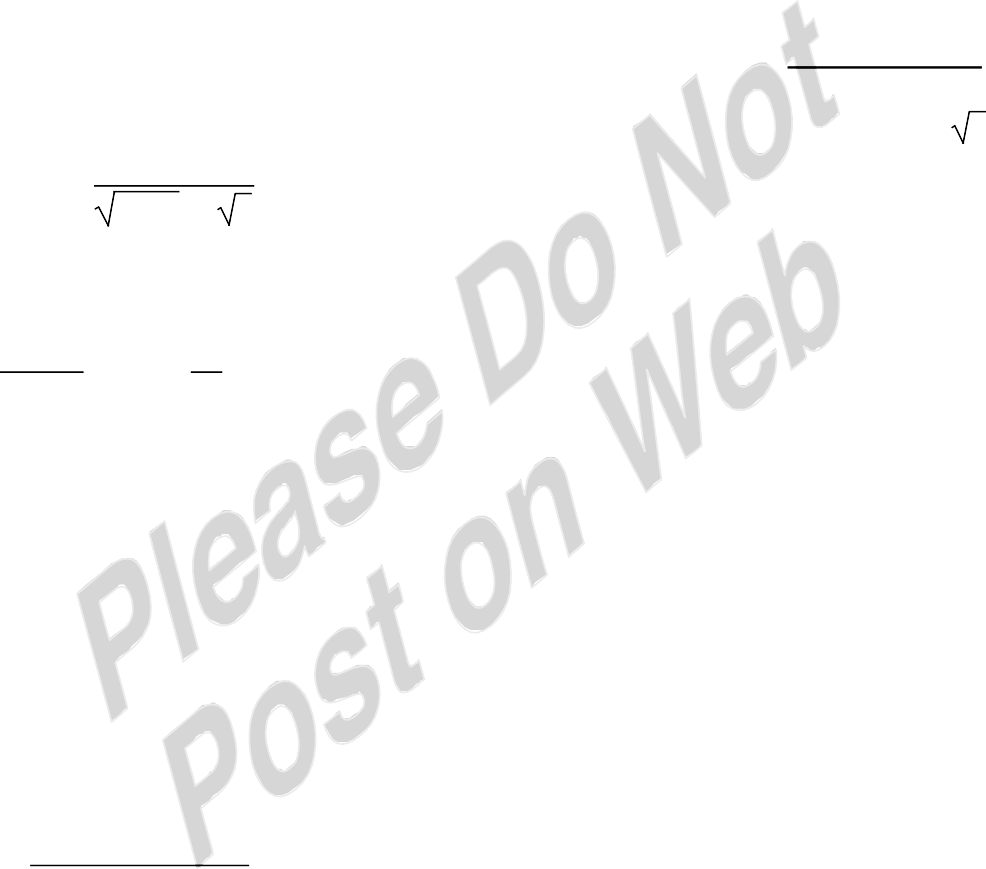 Please Do Not
Post on Web
√
√ √